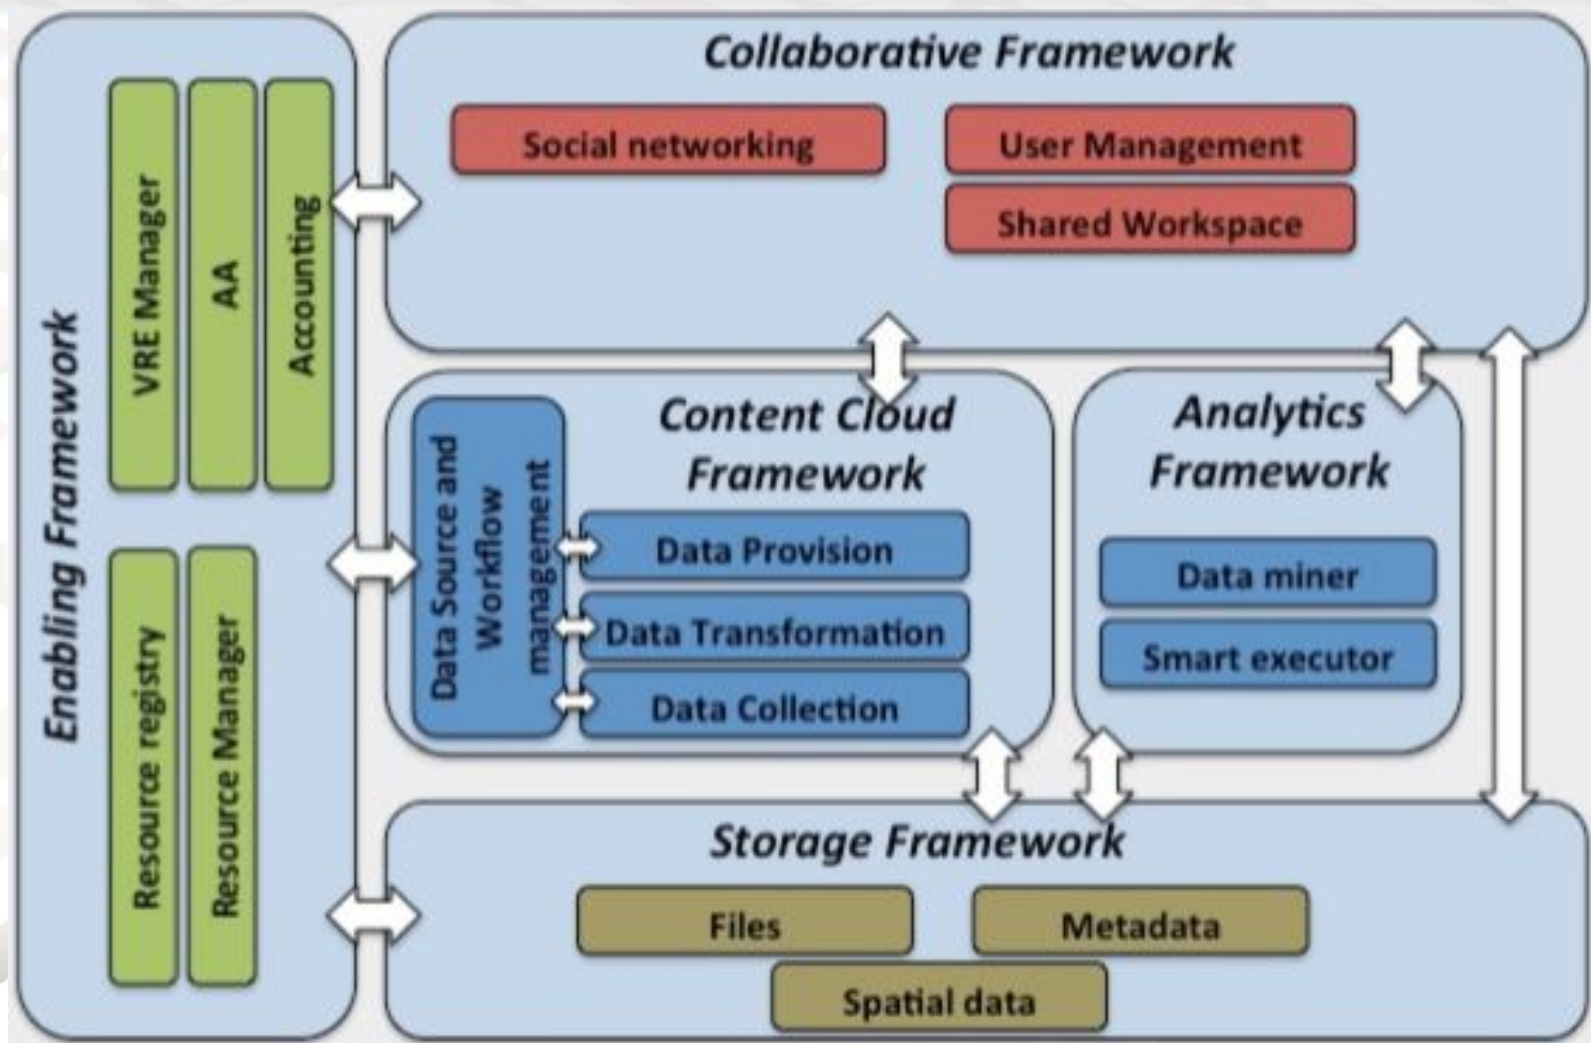 Enabling Framework
VRE Manager
AA
Accounting
Resource registry
Resource Manager
Collaborative Framework
Social networking
User Management
Shared Workspace
Content Cloud
Framework
Data Source and
Workflow
management
Data Provision
Data Transformation
Data Collection
Analytics
Framework
Data miner
Smart executor
Storage Framework
Files
Metadata
Spatial data